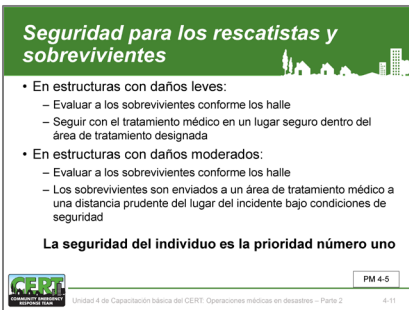 Seguridad para los rescatistas y
sobrevivientes
• En estructuras con daños leves:
– Evaluar a los sobrevivientes conforme los halle
– Seguir con el tratamiento médico en un lugar seguro dentro del
área de tratamiento designada
• En estructuras con daños moderados:
– Evaluar a los sobrevivientes conforme los halle
– Los sobrevivientes son enviados a un área de tratamiento médico a
una distancia prudente del lugar del incidente bajo condiciones de
seguridad
La seguridad del individuo es la prioridad número uno
PM 4-5
CERT
COMMUNITY EMERGENCY
RESPONSE TEAM
Unidad 4 de Capacitación básica del CERT: Operaciones médicas en desastres – Parte 2
4-11